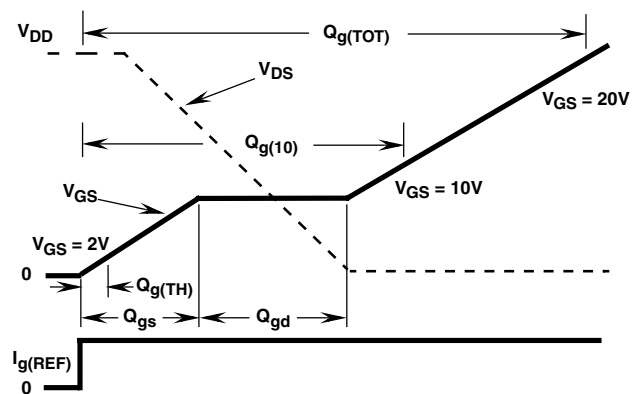 V_DD
Q_g(TOT)
V_DS
V_GS = 20V
Q_g(10)
V_GS
V_GS = 10V
V_GS = 2V
0
Q_g(TH)
Q_gs
Q_gd
I_g(REF)
0